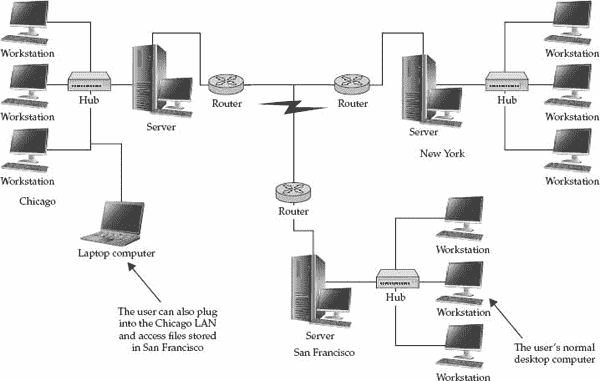 Workstation
Workstation
Workstation
Hub
Server
Router
Chicago
Laptop computer
The user can also plug
into the Chicago LAN
and access files stored
in San Francisco
Router
Server
New York
Hub
Workstation
Workstation
Workstation
Router
Server
San Francisco
Hub
Workstation
Workstation
Workstation
The user's normal
desktop computer